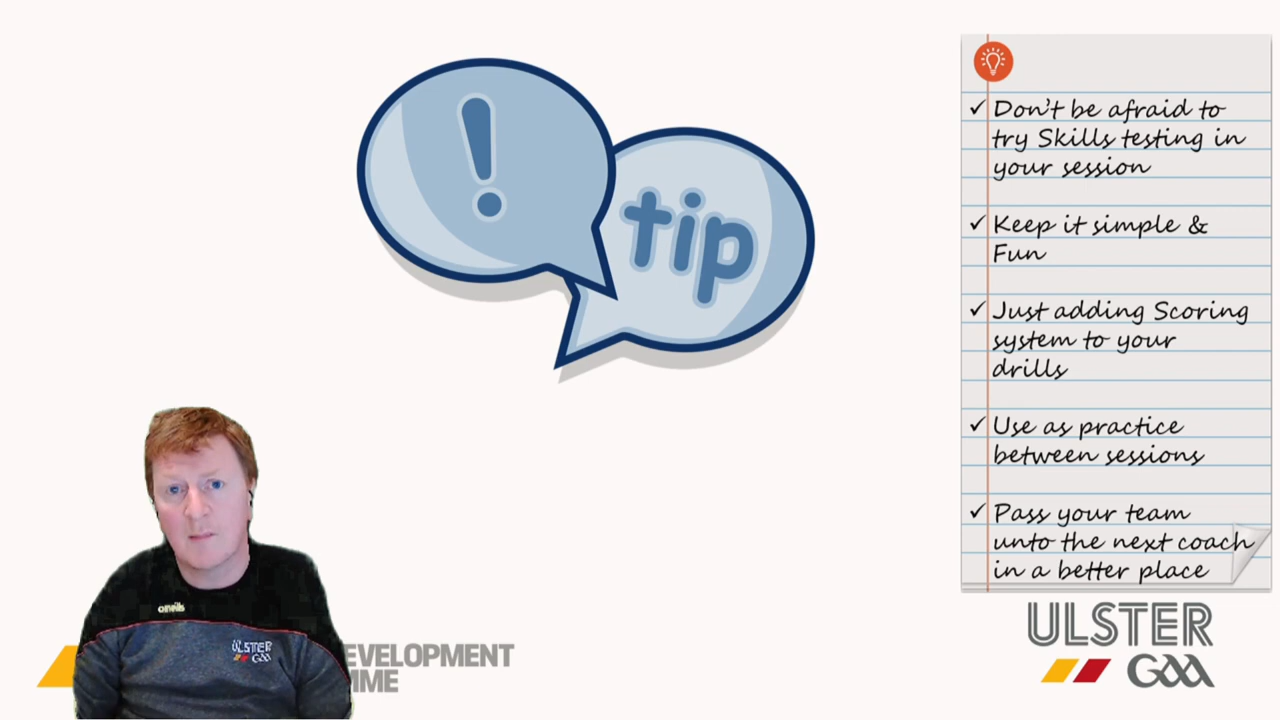 !
tip
Don't be afraid to
try Skills testing in
your session
Keep it simple &
Fun
Just adding Scoring
system to your
drills
Use as practice
between sessions
Pass your team
unto the next coach
in a better place
ULSTER
GAA
oneills
ULSTER
GAA
EVELOPMENT
MME